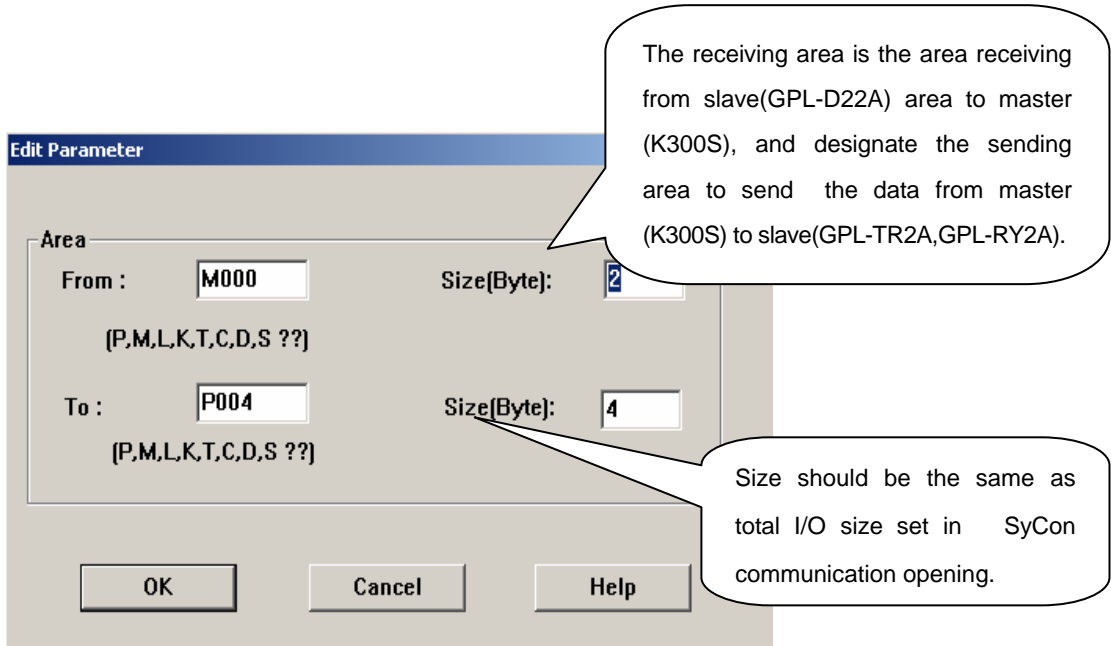 The receiving area is the area receiving
from slave(GPL-D22A) area to master
(K300S), and designate the sending
area to send the data from master
(K300S) to slave(GPL-TR2A,GPL-RY2A).
Edit Parameter
Area
From : M000 Size(Byte): 2
(P,M,L,K,T,C,D,S ??)
To : P004 Size(Byte): 4
(P,M,L,K,T,C,D,S ??)
Size should be the same as
total I/O size set in SyCon
communication opening.
OK Cancel Help